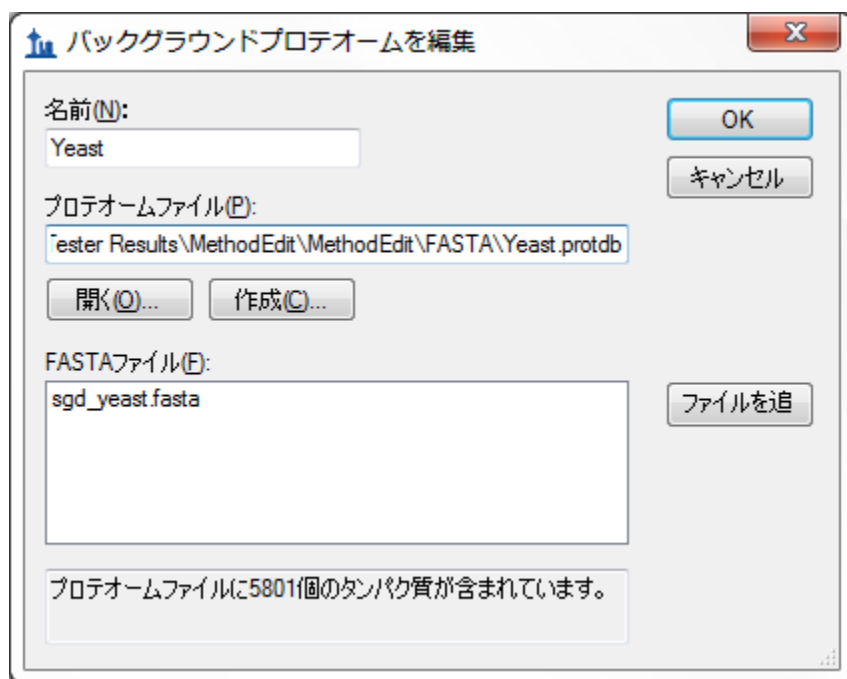 バックグラウンドプロテオームを編集
名前(N):
Yeast
OK
キャンセル
プロテオームファイル(P):
Tester Results\MethodEdit\MethodEdit\FASTA\Yeast.protdb
開く(O)...
作成(C)...
FASTAファイル(F):
sgd_yeast.fasta
ファイルを追
プロテオームファイルに5801個のタンパク質が含まれています。